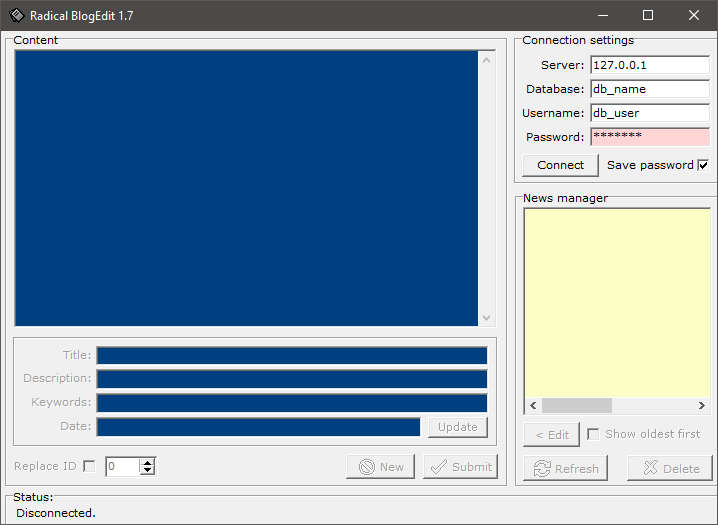 Radical BlogEdit 1.7
Content
Title:
Description:
Keywords:
Date:
Update
Replace ID
0
New
Submit
Connection settings
Server: 127.0.0.1
Database: db_name
Username: db_user
Password: *******
Connect
Save password
News manager
< Edit
Show oldest first
Refresh
Delete
Status:
Disconnected.